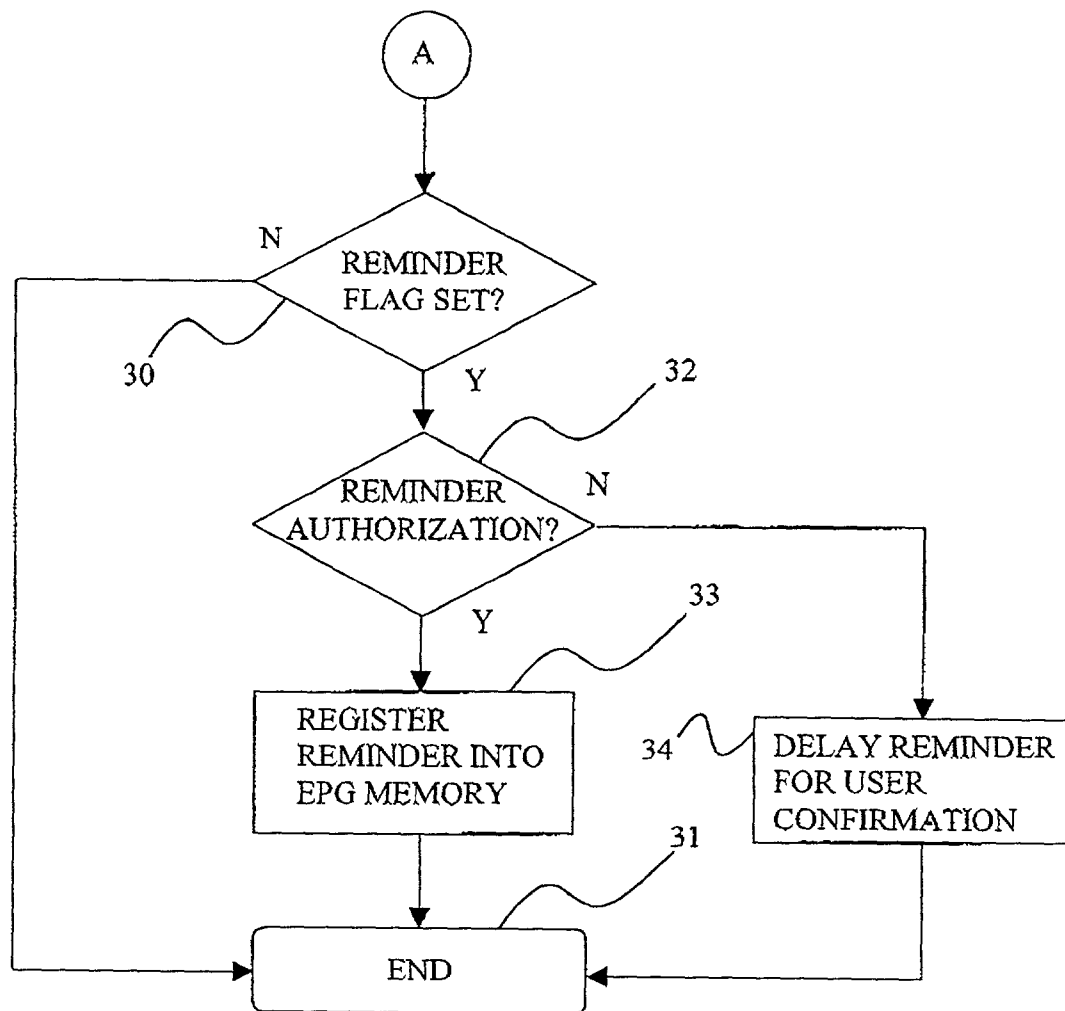 A
N
REMINDER
FLAG SET?
30
Y
32
REMINDER
AUTHORIZATION?
N
Y
33
REGISTER
REMINDER INTO
EPG MEMORY
34
DELAY REMINDER
FOR USER
CONFIRMATION
31
END